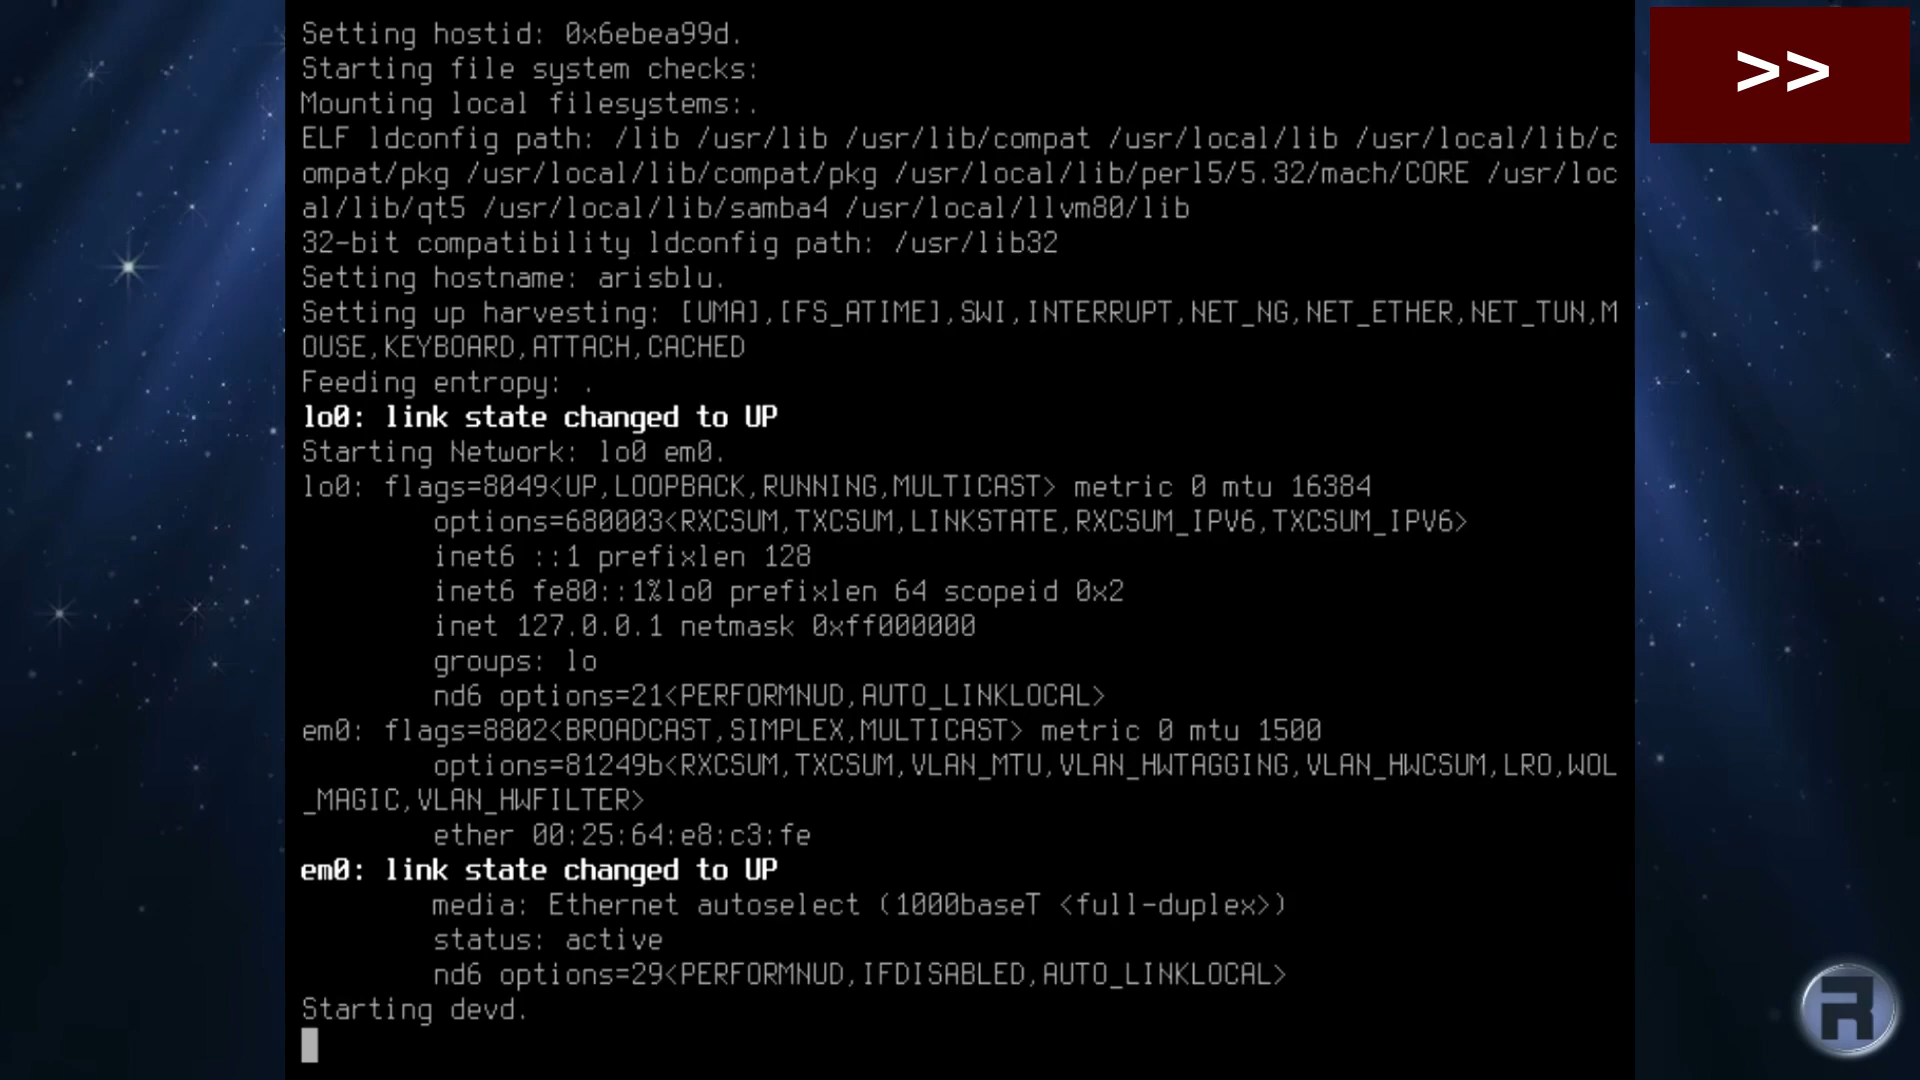 Setting hostid: 0x6ebea99d.
>>
Starting file system checks:
Mounting local filesystems:.
ELF ldconfig path: /lib /usr/lib /usr/lib/compat /usr/local/lib /usr/local/lib/c
ompat/pkg /usr/local/lib/compat/pkg /usr/local/lib/perl5/5.32/mach/CORE /usr/loc
al/lib/qt5 /usr/local/lib/samba4 /usr/local/llvm80/lib
32-bit compatibility ldconfig path: /usr/lib32
Setting hostname: arisblu.
Setting up harvesting: [UMA],[FS_ATIME],SWI,INTERRUPT,NET_NG,NET_ETHER,NET_TUN,M
OUSE,KEYBOARD,ATTACH,CACHED
Feeding entropy: .
lo0: link state changed to UP
Starting Network: lo0 em0.
lo0: flags=8049<UP,LOOPBACK,RUNNING,MULTICAST> metric 0 mtu 16384
options=680003<RXCSUM,TXCSUM,LINKSTATE,RXCSUM_IPV6,TXCSUM_IPV6>
inet6 ::1 prefixlen 128
inet6 fe80::1%lo0 prefixlen 64 scopeid 0x2
inet 127.0.0.1 netmask 0xff000000
groups: lo
nd6 options=21<PERFORMNUD,AUTO_LINKLOCAL>
em0: flags=8802<BROADCAST,SIMPLEX,MULTICAST> metric 0 mtu 1500
options=81249b<RXCSUM,TXCSUM,VLAN_MTU,VLAN_HWTAGGING,VLAN_HWCSUM,LRO,WOL
_MAGIC,VLAN_HWFILTER>
ether 00:25:64:e8:c3:fe
em0: link state changed to UP
media: Ethernet autoselect (1000baseT <full-duplex>)
status: active
nd6 options=29<PERFORMNUD,IFDISABLED,AUTO_LINKLOCAL>
Starting devd.
R